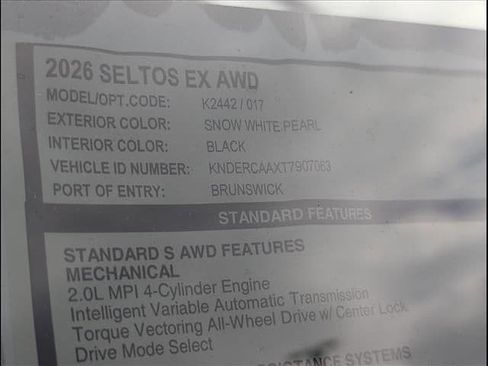 2026 SELTOS EX AWD
MODEL/OPT.CODE: K2442 / 017
EXTERIOR COLOR: SNOW WHITE PEARL
INTERIOR COLOR: BLACK
VEHICLE ID NUMBER: KNDERCAAXT7907063
PORT OF ENTRY: BRUNSWICK
STANDARD FEATURES
STANDARD S AWD FEATURES
MECHANICAL
2.0L MPI 4-Cylinder Engine
Intelligent Variable Automatic Transmission
Torque Vectoring All-Wheel Drive w/ Center Lock
Drive Mode Select
SYSTEMS